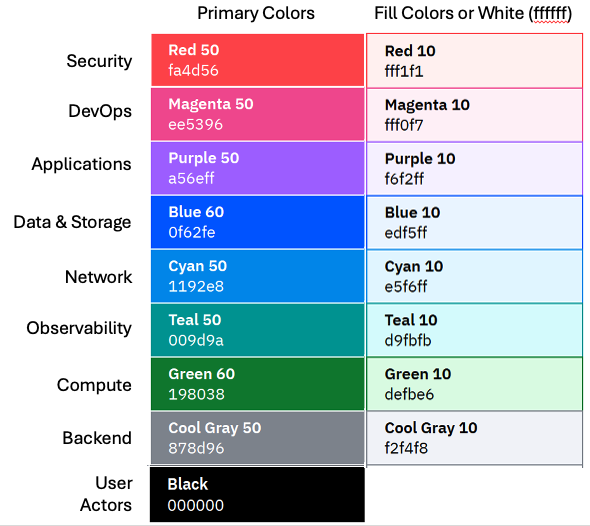 Primary Colors
Fill Colors or White (ffffff)
Security
Red 50
fa4d56
Red 10
fff1f1
DevOps
Magenta 50
ee5396
Magenta 10
fff0f7
Applications
Purple 50
a56eff
Purple 10
f6f2ff
Data & Storage
Blue 60
0f62fe
Blue 10
edf5ff
Network
Cyan 50
1192e8
Cyan 10
e5f6ff
Observability
Teal 50
009d9a
Teal 10
d9fbfb
Compute
Green 60
198038
Green 10
defbe6
Backend
Cool Gray 50
878d96
Cool Gray 10
f2f4f8
User
Actors
Black
000000